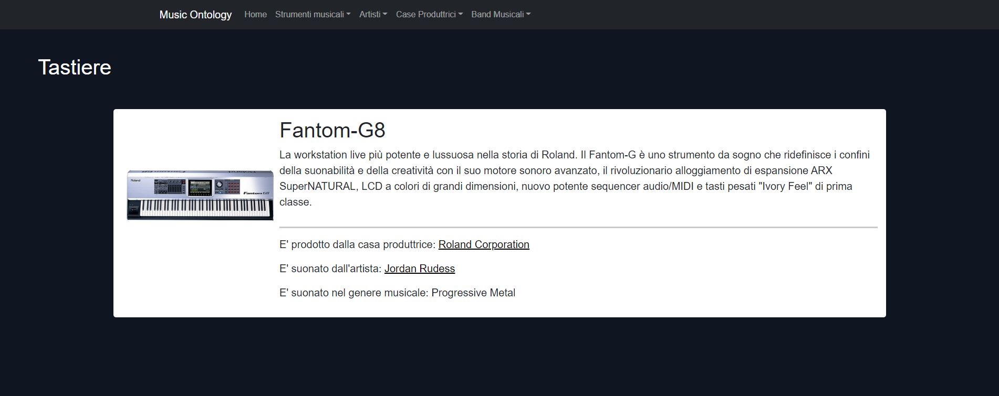 Music Ontology Home Strumenti musicali Artisti Case Produttrici Band Musicali
Tastiere
Fantom-G8
La workstation live più potente e lussuosa nella storia di Roland. Il Fantom-G è uno strumento da sogno che ridefinisce i confini
della suonabilità e della creatività con il suo motore sonoro avanzato, il rivoluzionario alloggiamento di espansione ARX
SuperNATURAL, LCD a colori di grandi dimensioni, nuovo potente sequencer audio/MIDI e tasti pesati "Ivory Feel" di prima
classe.
Roland
Fantom G8
E' prodotto dalla casa produttrice: Roland Corporation
E' suonato dall'artista: Jordan Rudess
E' suonato nel genere musicale: Progressive Metal